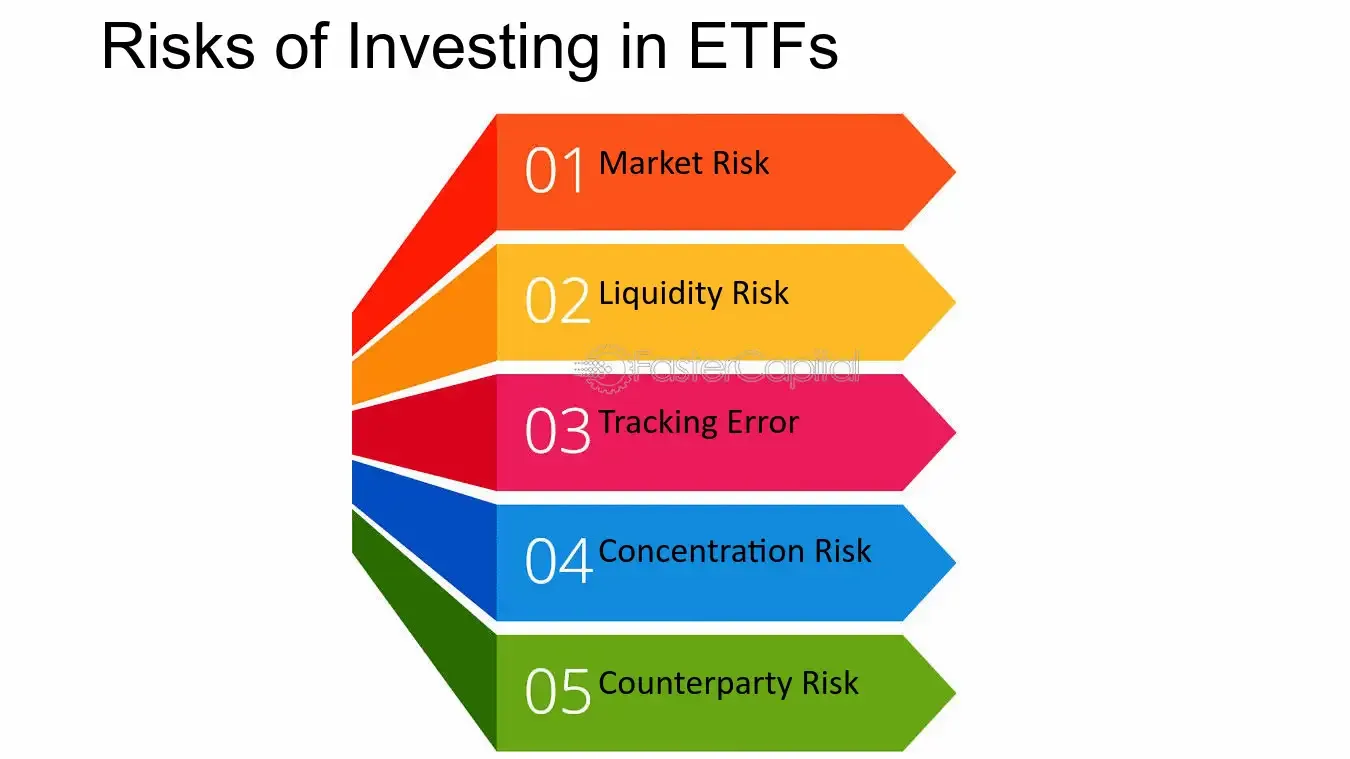 Risks of Investing in ETFs
01 Market Risk
02 Liquidity Risk
FasterCapital
03 Tracking Error
04 Concentration Risk
05 Counterparty Risk